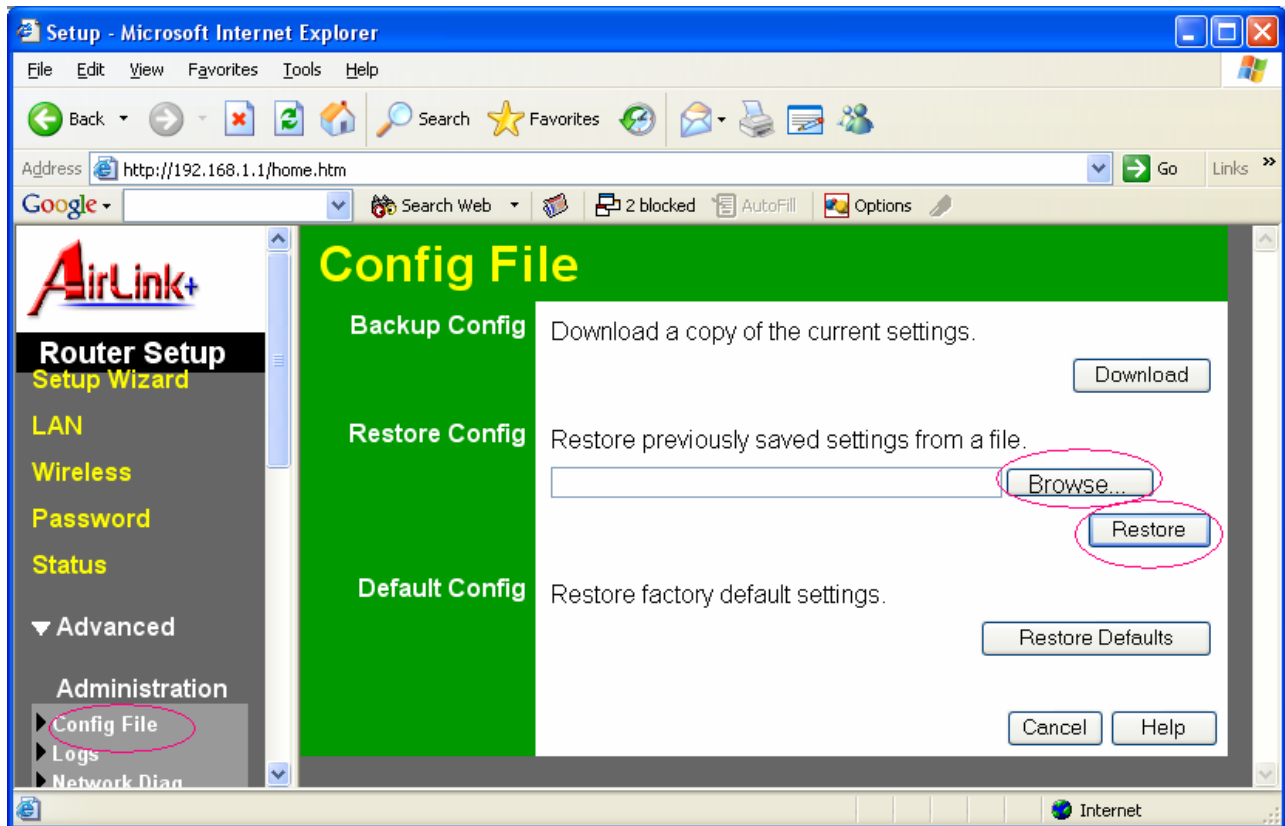 Setup - Microsoft Internet Explorer
File Edit View Favorites Tools Help
Back Search Favorites
Address http://192.168.1.1/home.htm Go Links »
Google Search Web 2 blocked AutoFill Options
AirLink+
Router Setup
Setup Wizard
LAN
Wireless
Password
Status
Advanced
Administration
Config File
Logs
Network Diag
Config File
Backup Config
Download a copy of the current settings.
Download
Restore Config
Restore previously saved settings from a file.
Browse...
Restore
Default Config
Restore factory default settings.
Restore Defaults
Cancel Help
Internet